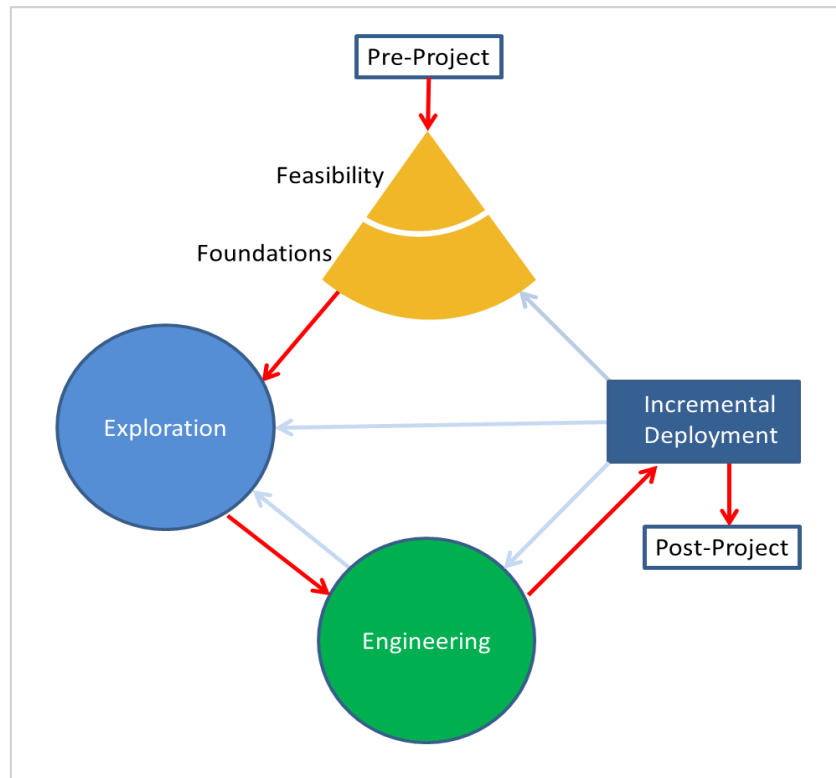 Pre-Project
Feasibility
Foundations
Exploration
Incremental
Deployment
Post-Project
Engineering